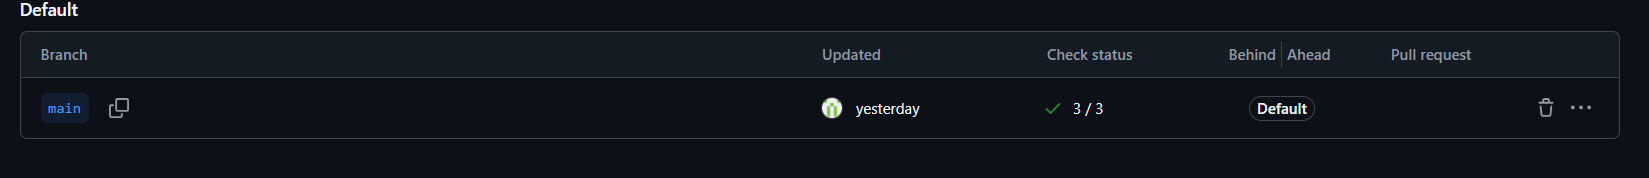 Default
Branch Updated Check status Behind Ahead Pull request
main yesterday 3 / 3 Default